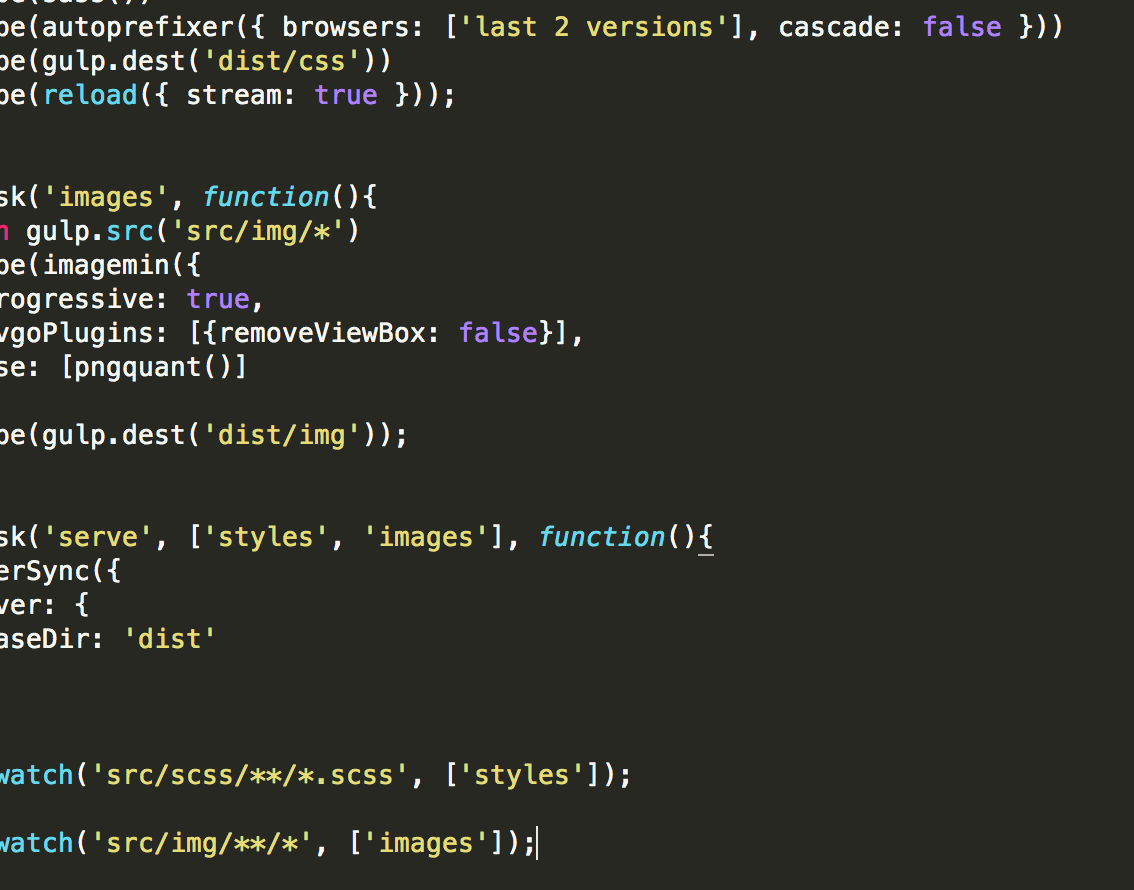 pe(sass())
pe(autoprefixer({ browsers: ['last 2 versions'], cascade: false }))
pe(gulp.dest('dist/css'))
pe(reload({ stream: true }));
sk('images', function(){
n gulp.src('src/img/*')
pe(imagemin({
rogressive: true,
vgoPlugins: [{removeViewBox: false}],
se: [pngquant()]
pe(gulp.dest('dist/img'));
sk('serve', ['styles', 'images'], function(){
erSync({
ver: {
aseDir: 'dist'
watch('src/scss/**/*.scss', ['styles']);
watch('src/img/**/*', ['images']);